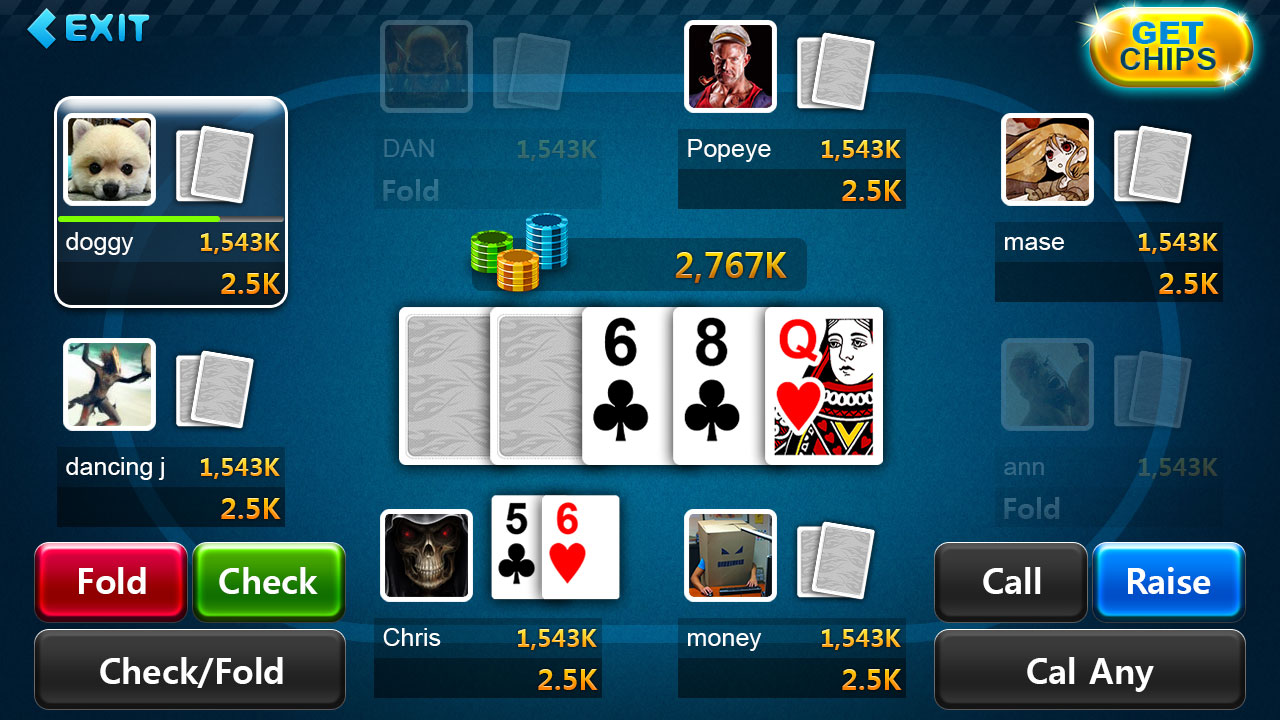 EXIT
GET
CHIPS
DAN 1,543K
Fold
Popeye 1,543K
2.5K
doggy 1,543K
2.5K
mase 1,543K
2.5K
2,767K
6 8 Q
dancing j 1,543K
2.5K
ann 1,543K
Fold
5 6
Chris 1,543K
2.5K
money 1,543K
2.5K
Fold Check
Check/Fold
Call Raise
Cal Any